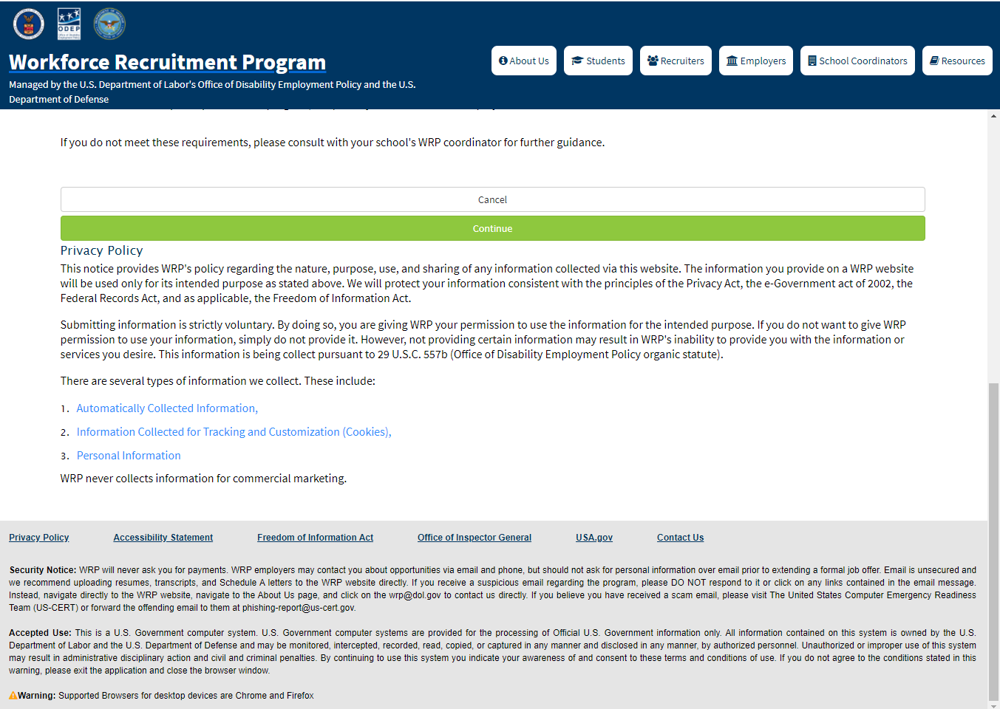 ODEP
Workforce Recruitment Program
Managed by the U.S. Department of Labor's Office of Disability Employment Policy and the U.S.
Department of Defense
About Us
Students
Recruiters
Employers
School Coordinators
Resources
If you do not meet these requirements, please consult with your school's WRP coordinator for further guidance.
Cancel
Continue
Privacy Policy
This notice provides WRP's policy regarding the nature, purpose, use, and sharing of any information collected via this website. The information you provide on a WRP website
will be used only for its intended purpose as stated above. We will protect your information consistent with the principles of the Privacy Act, the e-Government act of 2002, the
Federal Records Act, and as applicable, the Freedom of Information Act.
Submitting information is strictly voluntary. By doing so, you are giving WRP your permission to use the information for the intended purpose. If you do not want to give WRP
permission to use your information, simply do not provide it. However, not providing certain information may result in WRP's inability to provide you with the information or
services you desire. This information is being collect pursuant to 29 U.S.C. 557b (Office of Disability Employment Policy organic statute).
There are several types of information we collect. These include:
1. Automatically Collected Information,
2. Information Collected for Tracking and Customization (Cookies),
3. Personal Information
WRP never collects information for commercial marketing.
Privacy Policy
Accessibility Statement
Freedom of Information Act
Office of Inspector General
USA.gov
Contact Us
Security Notice: WRP will never ask you for payments. WRP employers may contact you about opportunities via email and phone, but should not ask for personal information over email prior to extending a formal job offer. Email is unsecured and
we recommend uploading resumes, transcripts, and Schedule A letters to the WRP website directly. If you receive a suspicious email regarding the program, please DO NOT respond to it or click on any links contained in the email message.
Instead, navigate directly to the WRP website, navigate to the About Us page, and click on the wrp@dol.gov to contact us directly. If you believe you have received a scam email, please visit The United States Computer Emergency Readiness
Team (US-CERT) or forward the offending email to them at phishing-report@us-cert.gov.
Accepted Use: This is a U.S. Government computer system. U.S. Government computer systems are provided for the processing of Official U.S. Government information only. All information contained on this system is owned by the U.S.
Department of Labor and the U.S. Department of Defense and may be monitored, intercepted, recorded, read, copied, or captured in any manner and disclosed in any manner, by authorized personnel. Unauthorized or improper use of this system
may result in administrative disciplinary action and civil and criminal penalties. By continuing to use this system you indicate your awareness of and consent to these terms and conditions of use. If you do not agree to the conditions stated in this
warning, please exit the application and close the browser window.
Warning: Supported Browsers for desktop devices are Chrome and Firefox